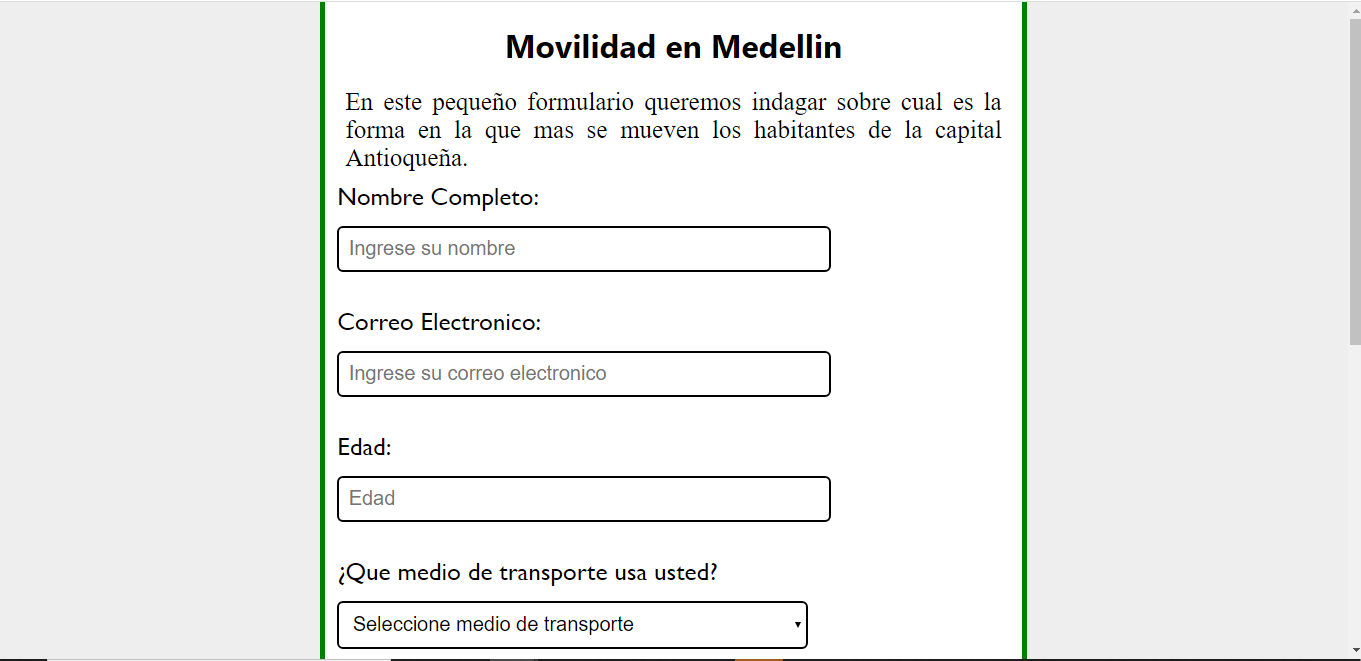 Movilidad en Medellin
En este pequeño formulario queremos indagar sobre cual es la
forma en la que mas se mueven los habitantes de la capital
Antioqueña.
Nombre Completo:
Ingrese su nombre
Correo Electronico:
Ingrese su correo electronico
Edad:
Edad
¿Que medio de transporte usa usted?
Seleccione medio de transporte